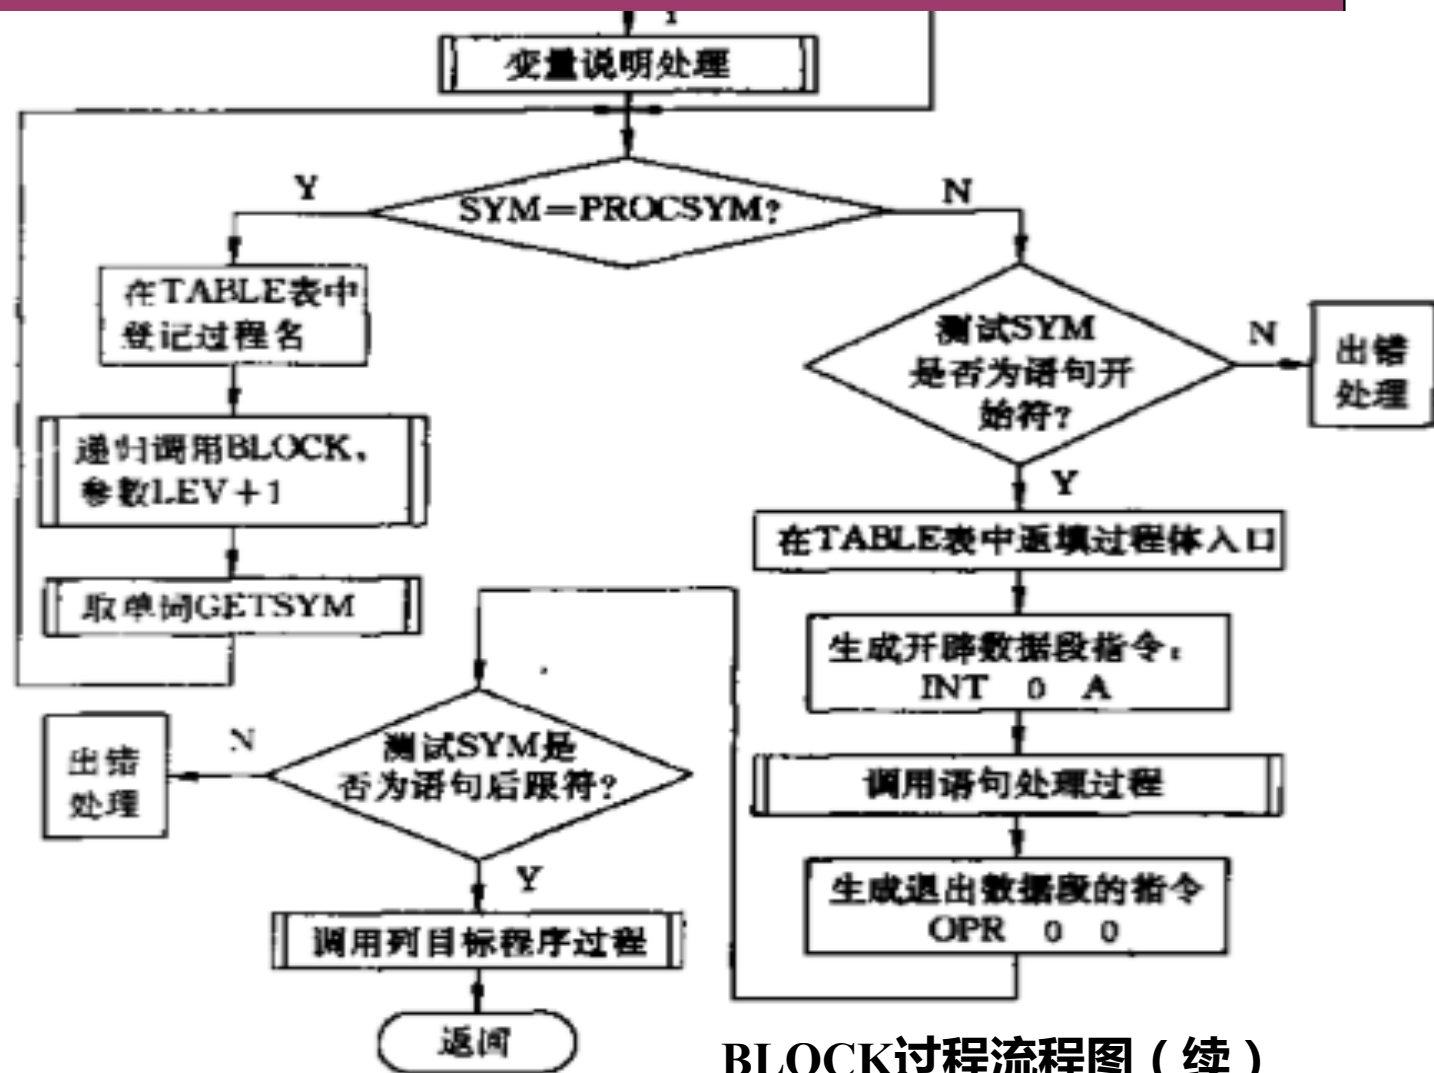 变量说明处理
SYM=PROCSYM?
Y
N
在TABLE表中
登记过程名
递归调用BLOCK,
参数LEV+1
取单词GETSYM
测试SYM
是否为语句开
始符?
N
出错
处理
Y
在TABLE表中返填过程体入口
生成开辟数据段指令:
INT 0 A
调用语句处理过程
生成退出数据段的指令
OPR 0 0
测试SYM是
否为语句后跟符?
N
出错
处理
Y
调用列目标程序过程
返回
BLOCK过程流程图(续)